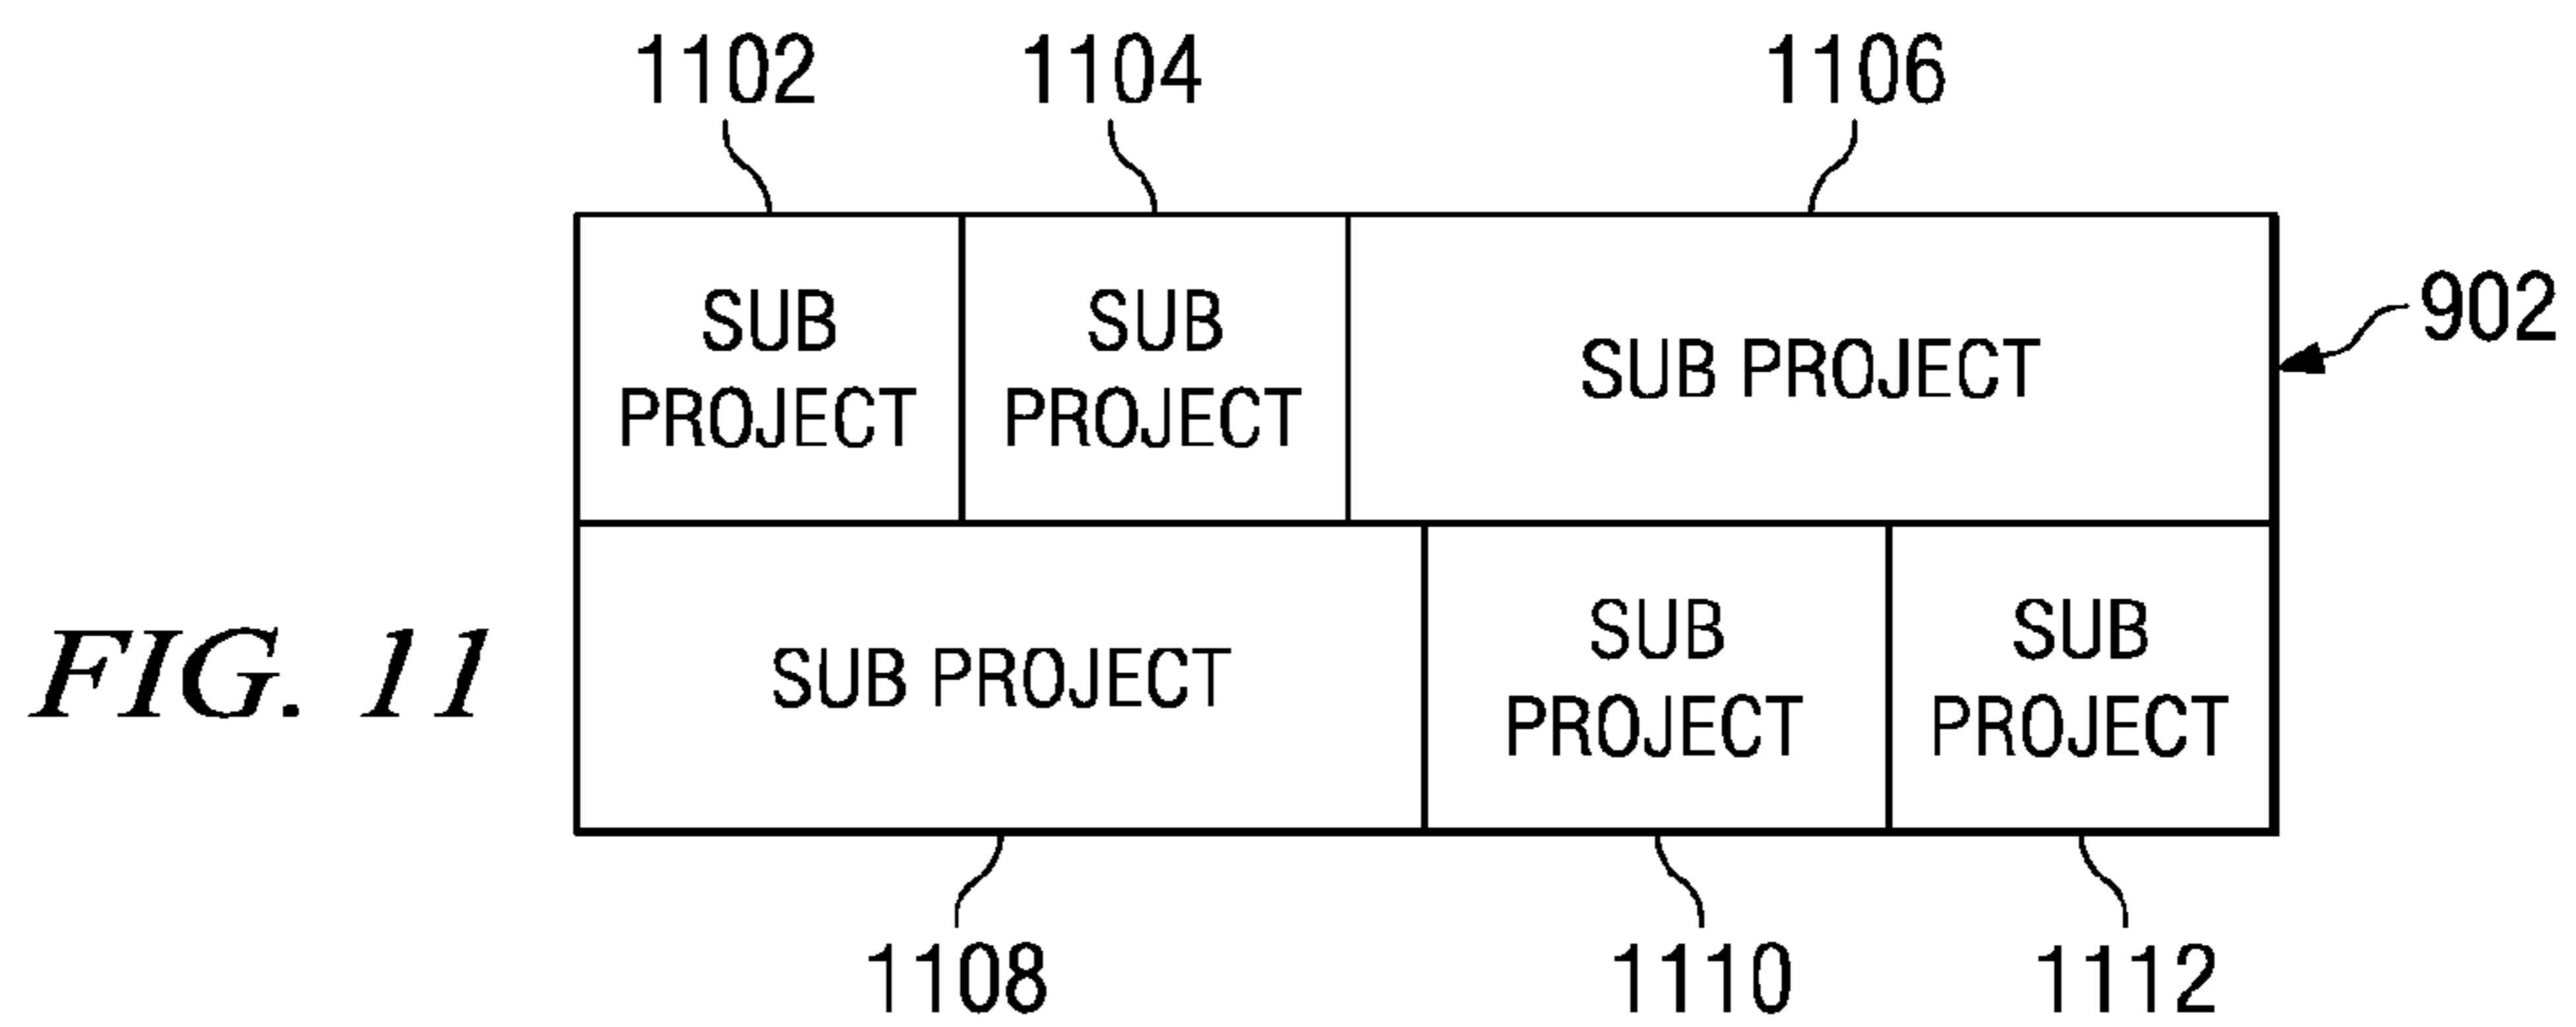 1102 1104 1106
SUB
PROJECT
SUB
PROJECT
SUB PROJECT
902
SUB PROJECT
SUB
PROJECT
SUB
PROJECT
FIG. 11
1108 1110 1112